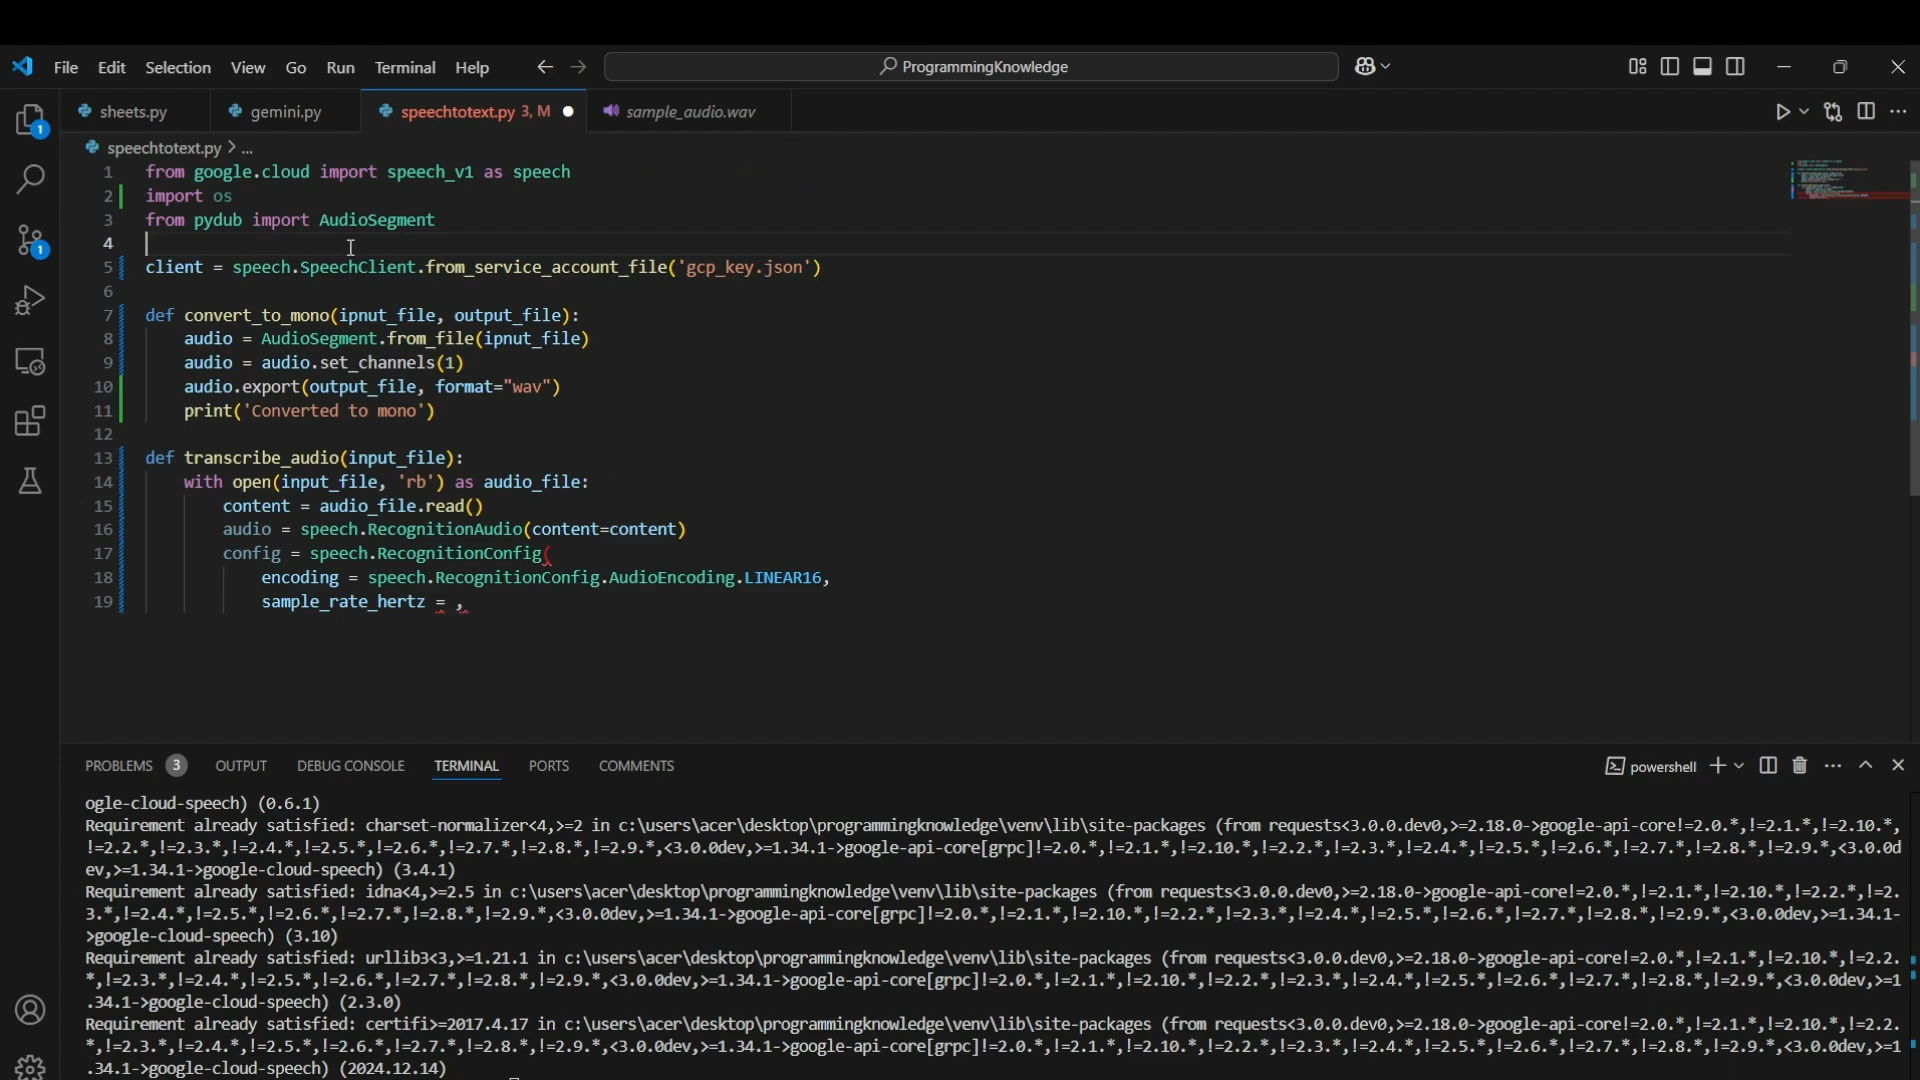 File Edit Selection View Go Run Terminal Help ProgrammingKnowledge
sheets.py gemini.py speechtotext.py 3, M sample_audio.wav
speechtotext.py > ...
1 from google.cloud import speech_v1 as speech
2 import os
3 from pydub import AudioSegment
4
5 client = speech.SpeechClient.from_service_account_file('gcp_key.json')
6
7 def convert_to_mono(ipnut_file, output_file):
8 audio = AudioSegment.from_file(ipnut_file)
9 audio = audio.set_channels(1)
10 audio.export(output_file, format="wav")
11 print('Converted to mono')
12
13 def transcribe_audio(input_file):
14 with open(input_file, 'rb') as audio_file:
15 content = audio_file.read()
16 audio = speech.RecognitionAudio(content=content)
17 config = speech.RecognitionConfig(
18 encoding = speech.RecognitionConfig.AudioEncoding.LINEAR16,
19 sample_rate_hertz = ,
PROBLEMS 3 OUTPUT DEBUG CONSOLE TERMINAL PORTS COMMENTS powershell
ogle-cloud-speech) (0.6.1)
Requirement already satisfied: charset-normalizer<4,>=2 in c:\users\acer\desktop\programmingknowledge\venv\lib\site-packages (from requests<3.0.0.dev0,>=2.18.0->google-api-core!=2.0.*,!=2.1.*,!=2.10.*,
!=2.2.*,!=2.3.*,!=2.4.*,!=2.5.*,!=2.6.*,!=2.7.*,!=2.8.*,!=2.9.*,<3.0.0dev,>=1.34.1->google-api-core[grpc]!=2.0.*,!=2.1.*,!=2.10.*,!=2.2.*,!=2.3.*,!=2.4.*,!=2.5.*,!=2.6.*,!=2.7.*,!=2.8.*,!=2.9.*,<3.0.0d
ev,>=1.34.1->google-cloud-speech) (3.4.1)
Requirement already satisfied: idna<4,>=2.5 in c:\users\acer\desktop\programmingknowledge\venv\lib\site-packages (from requests<3.0.0.dev0,>=2.18.0->google-api-core!=2.0.*,!=2.1.*,!=2.10.*,!=2.2.*,!=2.
3.*,!=2.4.*,!=2.5.*,!=2.6.*,!=2.7.*,!=2.8.*,!=2.9.*,<3.0.0dev,>=1.34.1->google-api-core[grpc]!=2.0.*,!=2.1.*,!=2.10.*,!=2.2.*,!=2.3.*,!=2.4.*,!=2.5.*,!=2.6.*,!=2.7.*,!=2.8.*,!=2.9.*,<3.0.0dev,>=1.34.1-
>google-cloud-speech) (3.10)
Requirement already satisfied: urllib3<3,>=1.21.1 in c:\users\acer\desktop\programmingknowledge\venv\lib\site-packages (from requests<3.0.0.dev0,>=2.18.0->google-api-core!=2.0.*,!=2.1.*,!=2.10.*,!=2.2.
*,!=2.3.*,!=2.4.*,!=2.5.*,!=2.6.*,!=2.7.*,!=2.8.*,!=2.9.*,<3.0.0dev,>=1.34.1->google-api-core[grpc]!=2.0.*,!=2.1.*,!=2.10.*,!=2.2.*,!=2.3.*,!=2.4.*,!=2.5.*,!=2.6.*,!=2.7.*,!=2.8.*,!=2.9.*,<3.0.0dev,>=1
.34.1->google-cloud-speech) (2.3.0)
Requirement already satisfied: certifi>=2017.4.17 in c:\users\acer\desktop\programmingknowledge\venv\lib\site-packages (from requests<3.0.0.dev0,>=2.18.0->google-api-core!=2.0.*,!=2.1.*,!=2.10.*,!=2.2.
*,!=2.3.*,!=2.4.*,!=2.5.*,!=2.6.*,!=2.7.*,!=2.8.*,!=2.9.*,<3.0.0dev,>=1.34.1->google-api-core[grpc]!=2.0.*,!=2.1.*,!=2.10.*,!=2.2.*,!=2.3.*,!=2.4.*,!=2.5.*,!=2.6.*,!=2.7.*,!=2.8.*,!=2.9.*,<3.0.0dev,>=1
.34.1->google-cloud-speech) (2024.12.14)